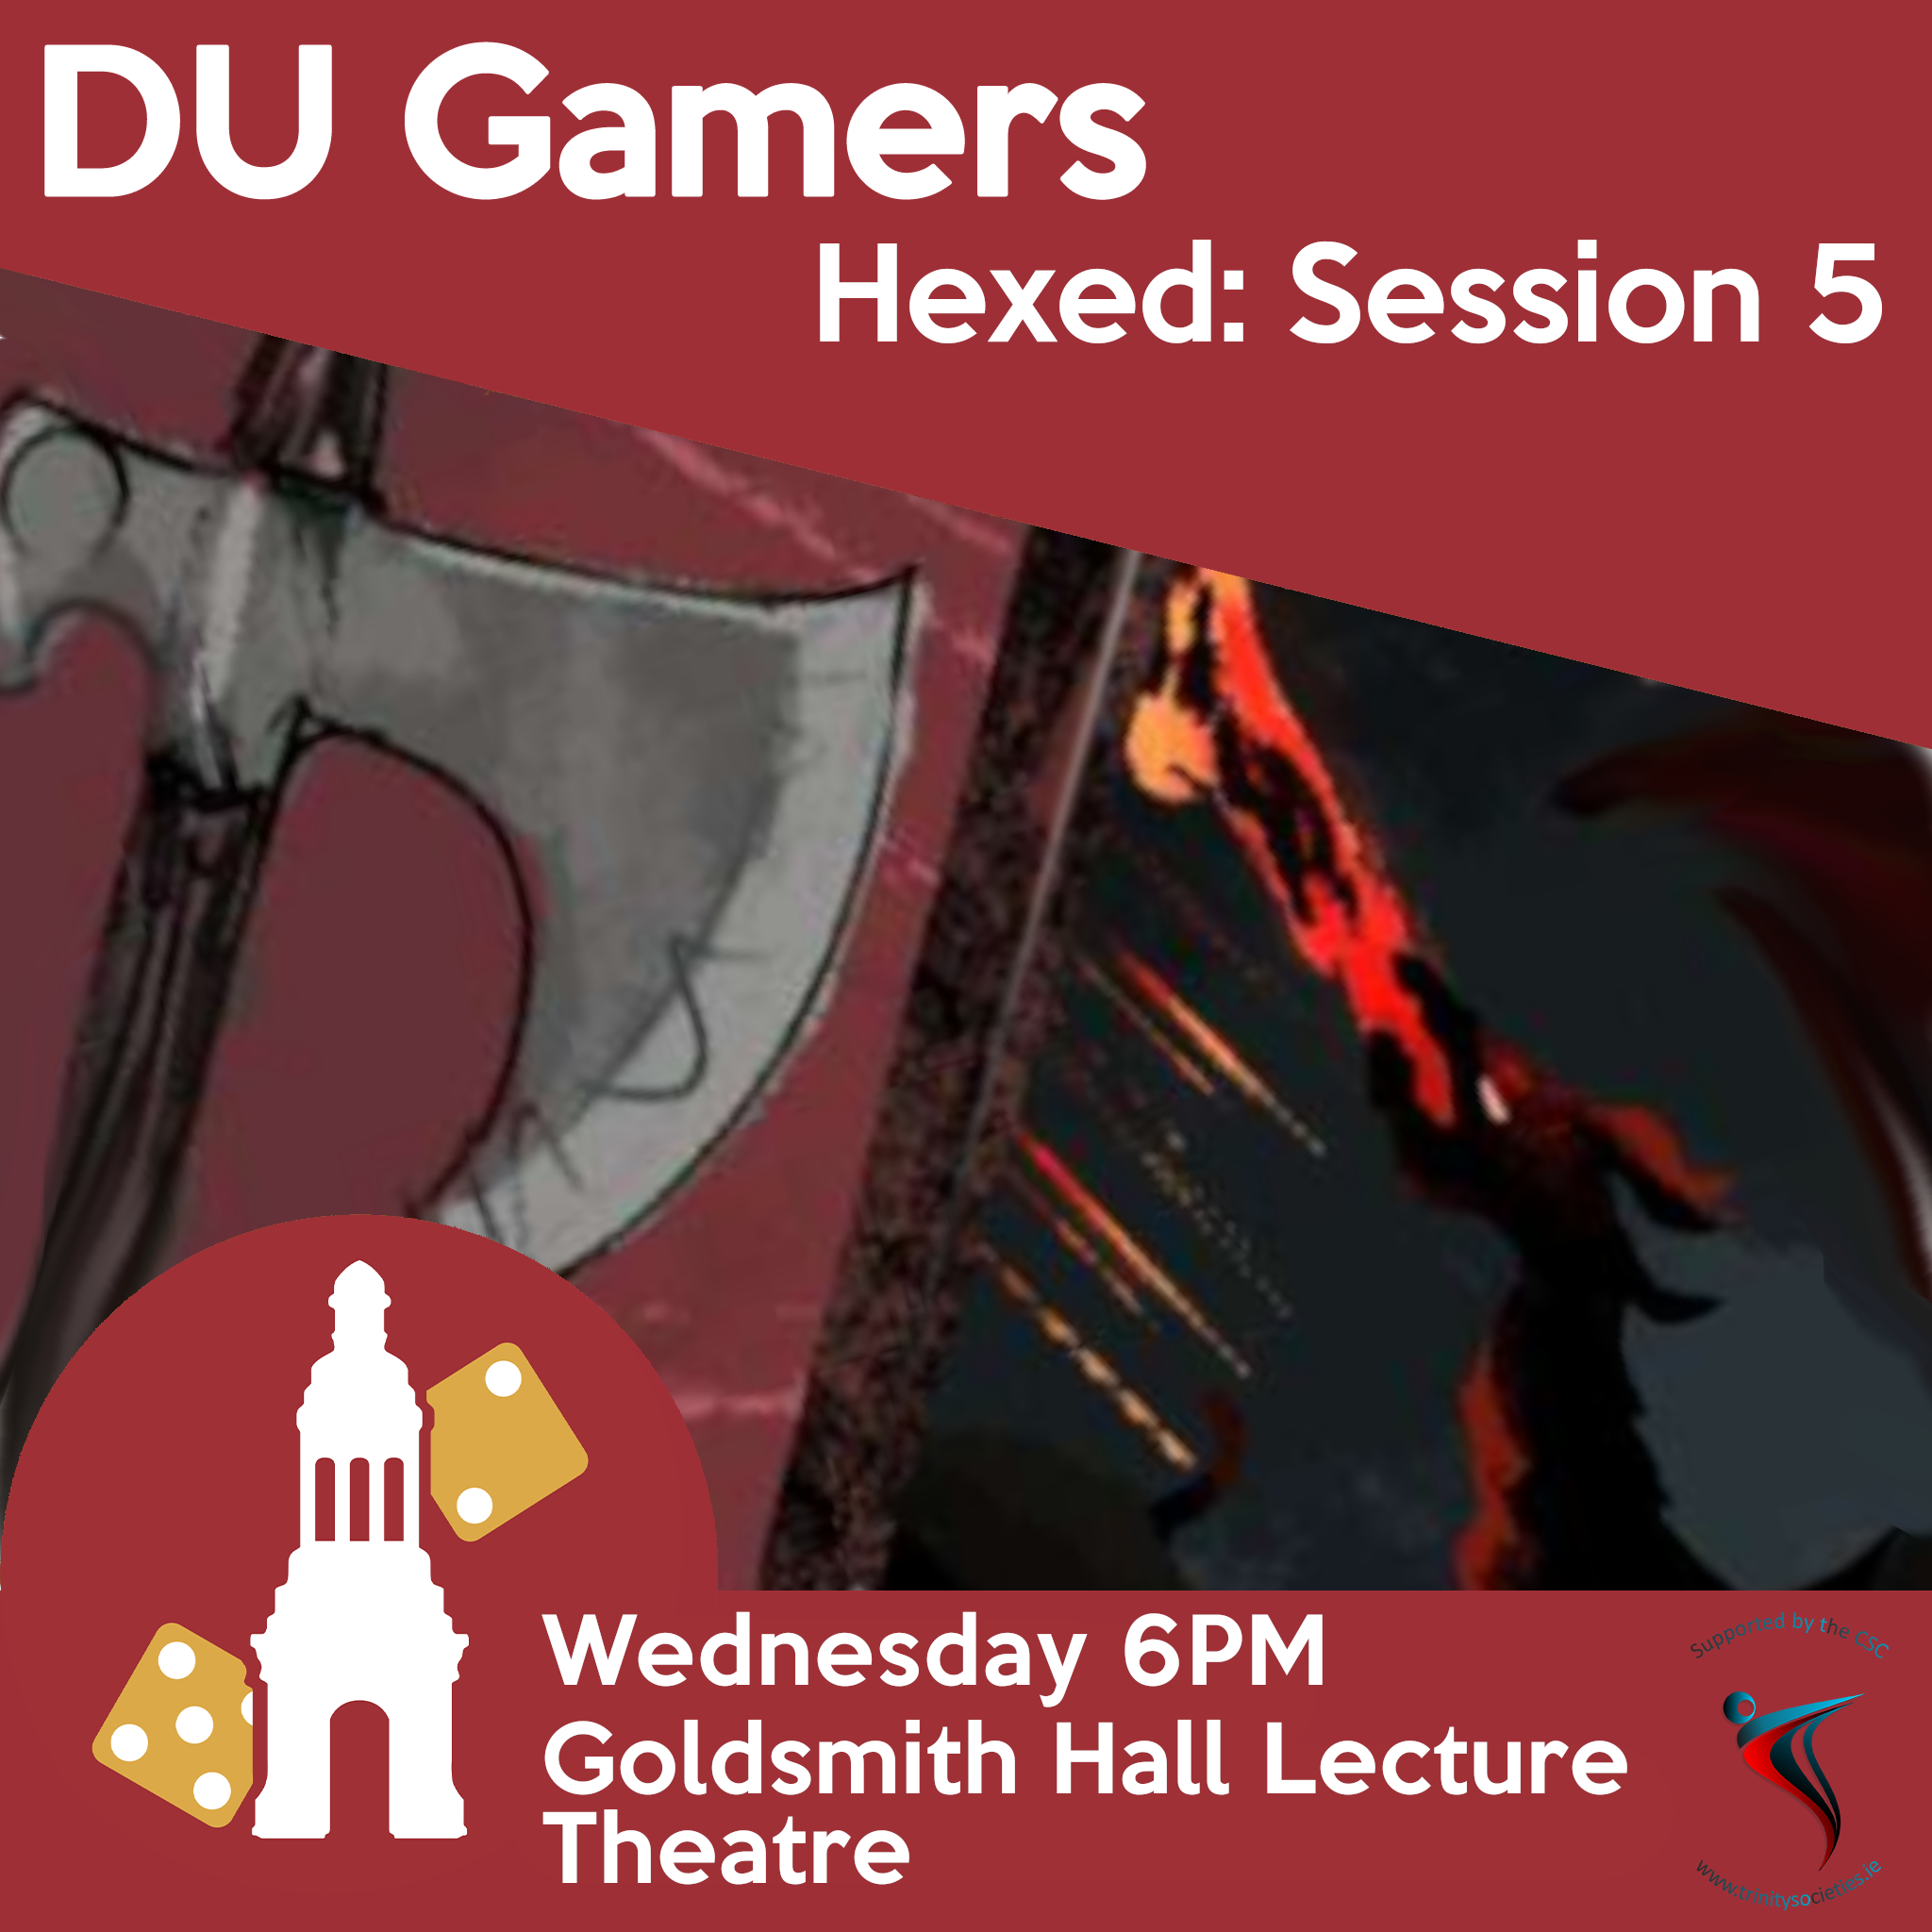 DU Gamers
Hexed: Session 5
Wednesday 6PM
Goldsmith Hall Lecture
Theatre
Supported by the CSC
www.trinitysocieties.ie